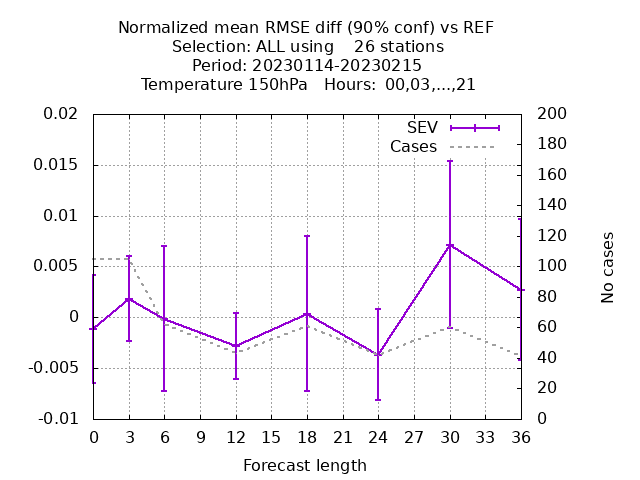 Normalized mean RMSE diff (90% conf) vs REF
Selection: ALL using    26 stations
Period: 20230114-20230215
Temperature 150hPa   Hours: 00,03,...,21
SEV
Cases
0.02
0.015
0.01
0.005
0
-0.005
-0.01
200
180
160
140
120
100
80
60
40
20
0
No cases
0 3 6 9 12 15 18 21 24 27 30 33 36
Forecast length